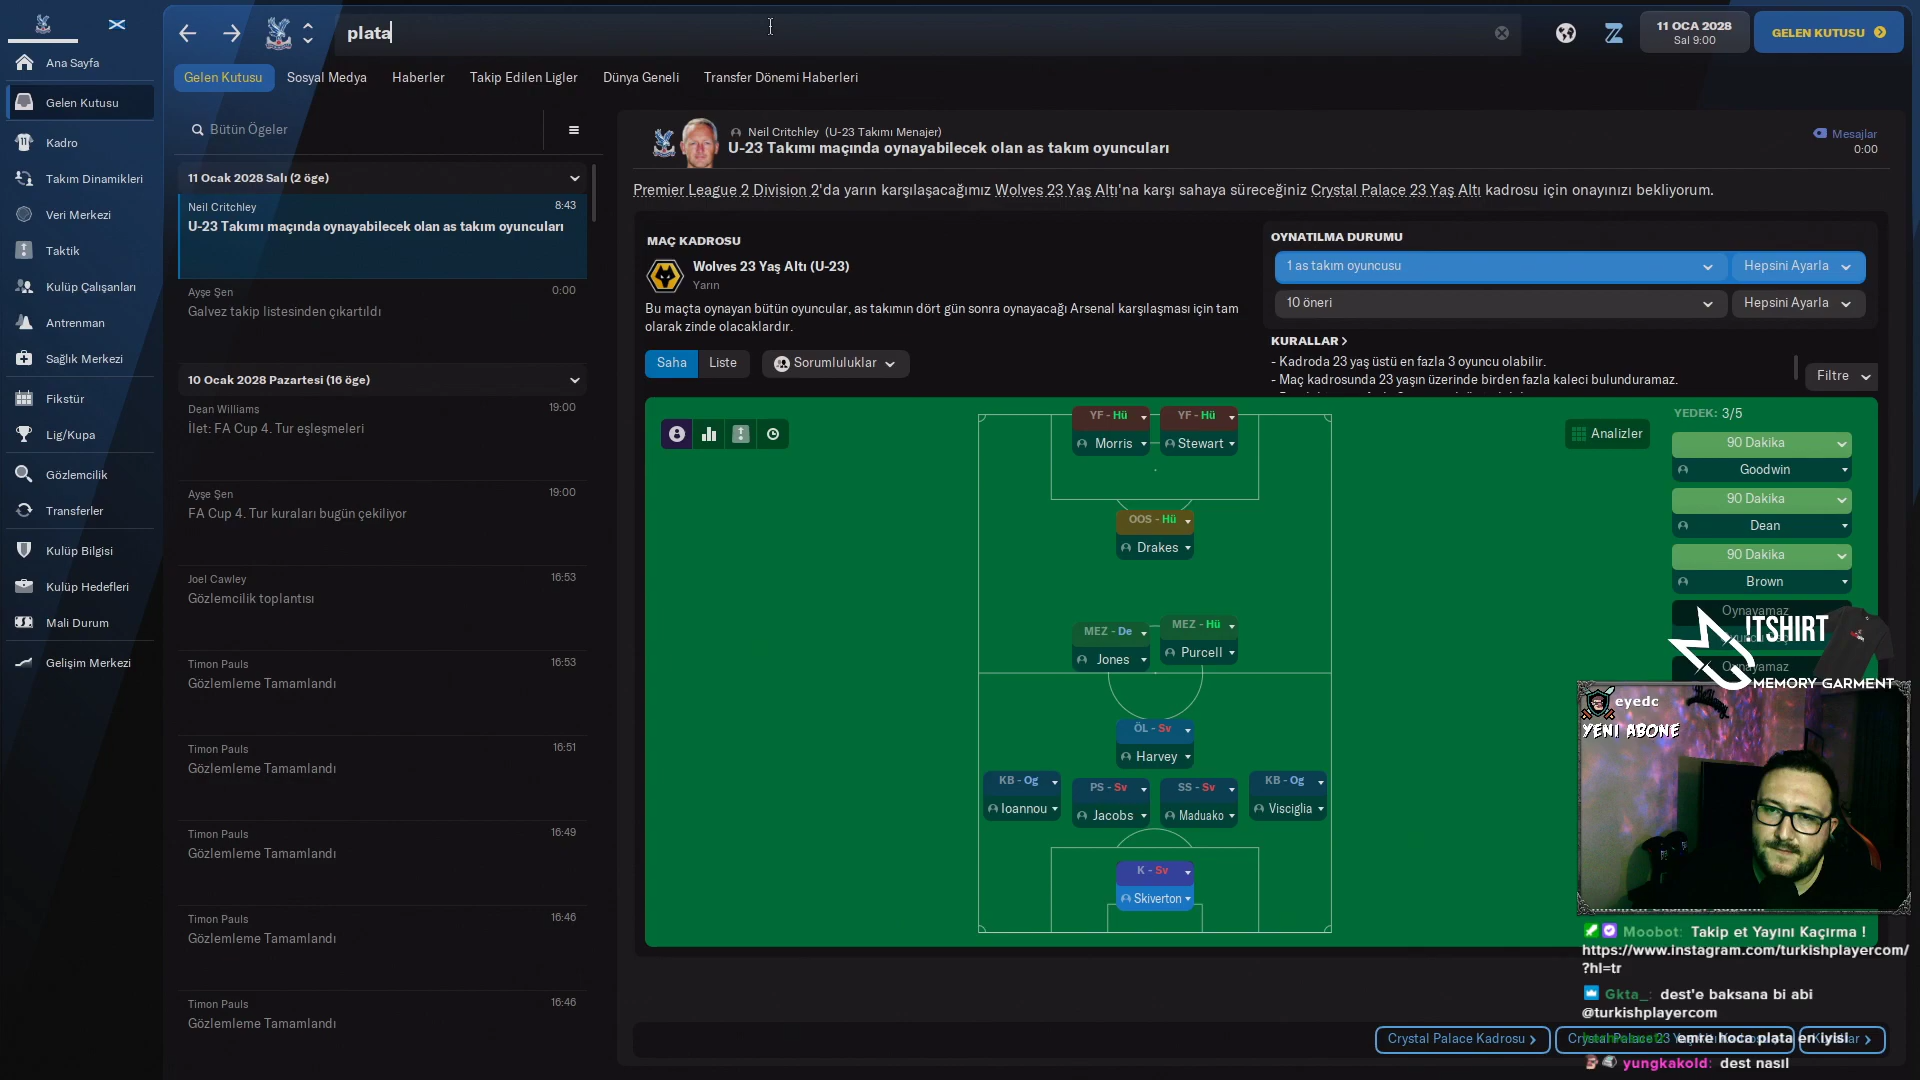 plata
11 OCA 2028
Sal 9:00
GELEN KUTUSU
Ana Sayfa
Gelen Kutusu
Kadro
Takım Dinamikleri
Veri Merkezi
Taktik
Kulüp Çalışanları
Antrenman
Sağlık Merkezi
Fikstür
Lig/Kupa
Gözlemcilik
Transferler
Kulüp Bilgisi
Kulüp Hedefleri
Mali Durum
Gelişim Merkezi
Gelen Kutusu
Sosyal Medya
Haberler
Takip Edilen Ligler
Dünya Geneli
Transfer Dönemi Haberleri
Bütün Ögeler
11 Ocak 2028 Salı (2 öge)
Neil Critchley 8:43
U-23 Takımı maçında oynayabilecek olan as takım oyuncuları
Ayşe Şen 0:00
Galvez takip listesinden çıkartıldı
10 Ocak 2028 Pazartesi (16 öge)
Dean Williams 19:00
İlet: FA Cup 4. Tur eşleşmeleri
Ayşe Şen 19:00
FA Cup 4. Tur kuraları bugün çekiliyor
Joel Cawley 16:53
Gözlemcilik toplantısı
Timon Pauls 16:53
Gözlemleme Tamamlandı
Timon Pauls 16:51
Gözlemleme Tamamlandı
Timon Pauls 16:49
Gözlemleme Tamamlandı
Timon Pauls 16:46
Gözlemleme Tamamlandı
Timon Pauls 16:46
Gözlemleme Tamamlandı
Neil Critchley (U-23 Takımı Menajer)
U-23 Takımı maçında oynayabilecek olan as takım oyuncuları
Mesajlar
0:00
Premier League 2 Division 2'da yarın karşılaşacağımız Wolves 23 Yaş Altı'na karşı sahaya süreceğiniz Crystal Palace 23 Yaş Altı kadrosu için onayınızı bekliyorum.
MAÇ KADROSU
Wolves 23 Yaş Altı (U-23)
Yarın
Bu maçta oynayan bütün oyuncular, as takımın dört gün sonra oynayacağı Arsenal karşılaşması için tam
olarak zinde olacaklardır.
Saha
Liste
Sorumluluklar
OYNATILMA DURUMU
1 as takım oyuncusu
Hepsini Ayarla
10 öneri
Hepsini Ayarla
KURALLAR
- Kadroda 23 yaş üstü en fazla 3 oyuncu olabilir.
- Maç kadrosunda 23 yaşın üzerinde birden fazla kaleci bulunduramaz.
Filtre
YF - Hü
Morris
YF - Hü
Stewart
OOS - Hü
Drakes
MEZ - De
Jones
MEZ - Hü
Purcell
ÖL - Sv
Harvey
KB - Og
Ioannou
PS - Sv
Jacobs
SS - Sv
Maduako
KB - Og
Visciglia
K - Sv
Skiverton
Analizler
YEDEK: 3/5
90 Dakika
Goodwin
90 Dakika
Dean
90 Dakika
Brown
Oynayamaz
Oynayamaz
!TSHIRT
MEMORY GARMENT
eyedc
YENI ABONE
Moobot: Takip et Yayını Kaçırma !
https://www.instagram.com/turkishplayercom/
?hl=tr
Gkta_: dest'e baksana bi abi
@turkishplayercom
emre hoca plata en iyisi
yungkakold: dest nasıl
Crystal Palace Kadrosu